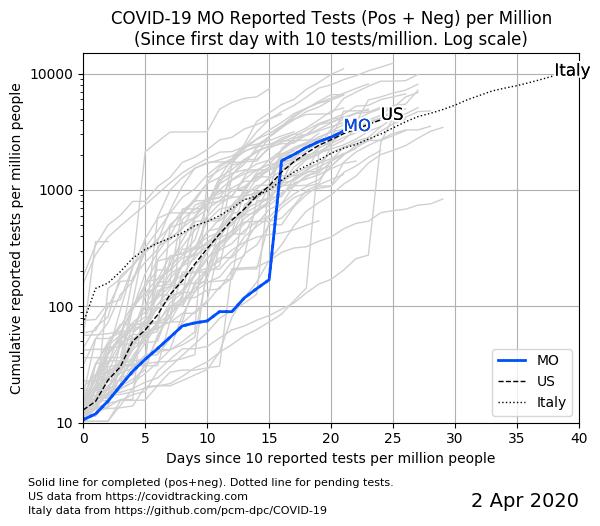 COVID-19 MO Reported Tests (Pos + Neg) per Million
(Since first day with 10 tests/million. Log scale)
Cumulative reported tests per million people
10000
1000
100
10
Italy
US
MO
MO
US
Italy
0 5 10 15 20 25 30 35 40
Days since 10 reported tests per million people
Solid line for completed (pos+neg). Dotted line for pending tests.
US data from https://covidtracking.com
Italy data from https://github.com/pcm-dpc/COVID-19
2 Apr 2020